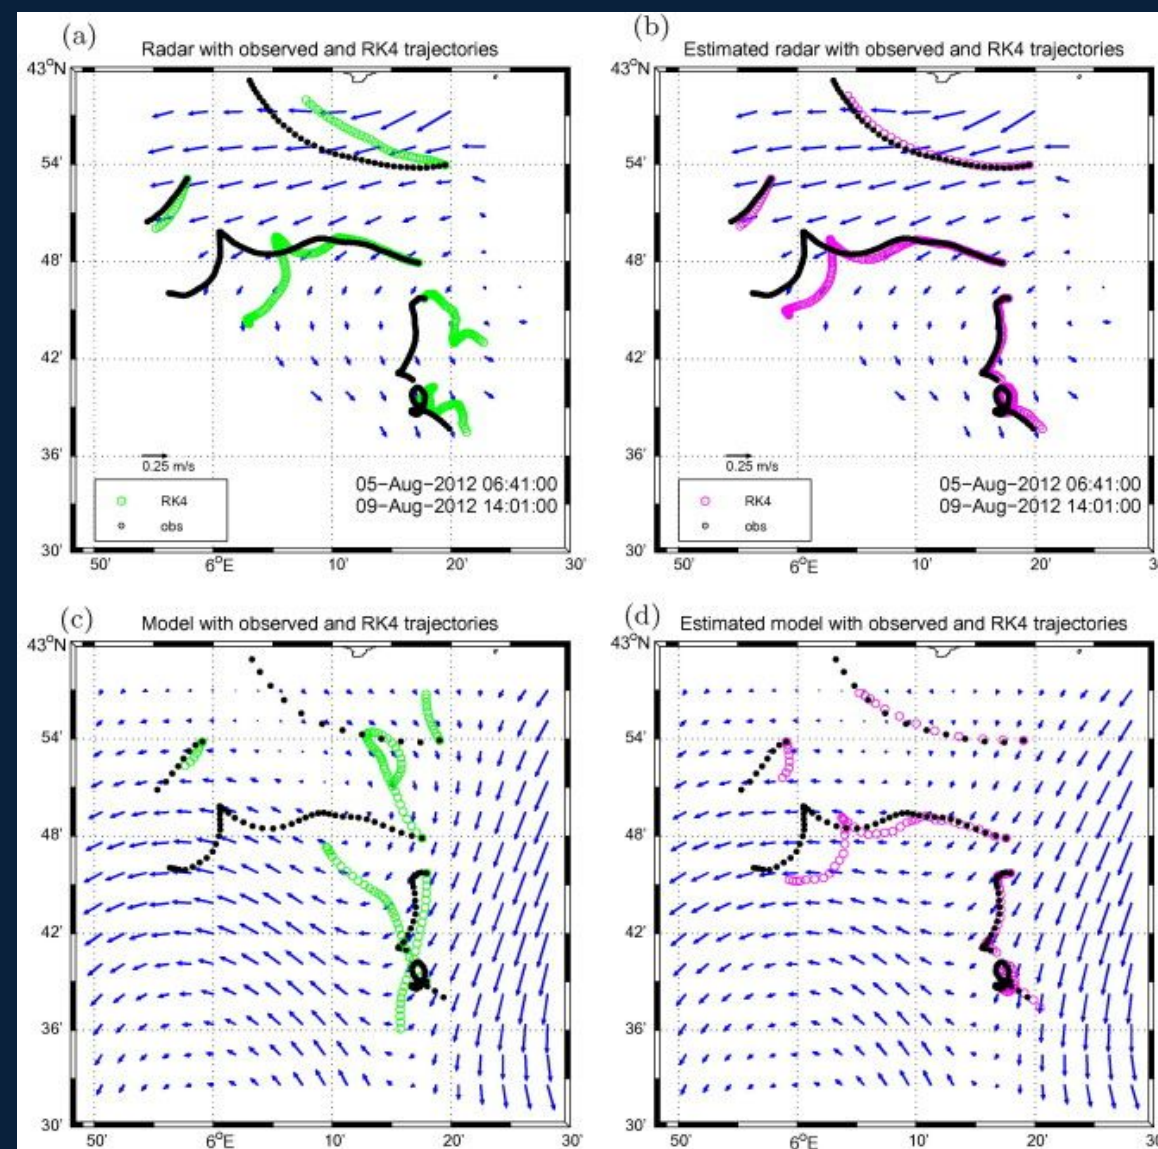 (a)
Radar with observed and RK4 trajectories
43°N
54'
48'
42'
36'
30'
0.25 m/s
RK4
obs
05−Aug−2012 06:41:00
09−Aug−2012 14:01:00
50' 6°E 10' 20' 30'
(b)
Estimated radar with observed and RK4 trajectories
43°N
54'
48'
42'
36'
30'
0.25 m/s
RK4
obs
05−Aug−2012 06:41:00
09−Aug−2012 14:01:00
50' 6°E 10' 20' 30'
(c)
Model with observed and RK4 trajectories
43°N
54'
48'
42'
36'
30'
50' 6°E 10' 20' 30'
(d)
Estimated model with observed and RK4 trajectories
43°N
54'
48'
42'
36'
30'
50' 6°E 10' 20' 30'